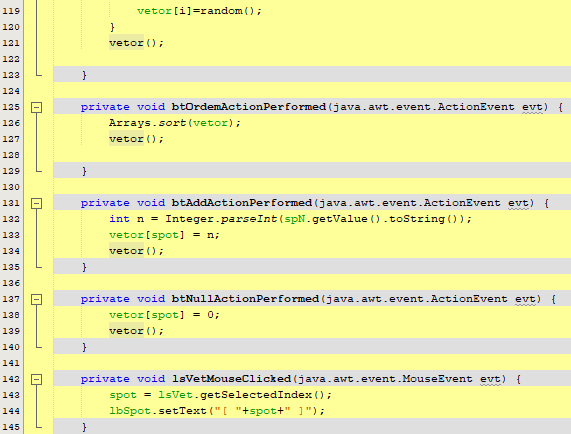 119 vetor[i]=random();
120 }
121 vetor();
122
123 }
124
125 private void btOrdemActionPerformed(java.awt.event.ActionEvent evt) {
126 Arrays.sort(vetor);
127 vetor();
128
129 }
130
131 private void btAddActionPerformed(java.awt.event.ActionEvent evt) {
132 int n = Integer.parseInt(spN.getValue().toString());
133 vetor[spot] = n;
134 vetor();
135 }
136
137 private void btNullActionPerformed(java.awt.event.ActionEvent evt) {
138 vetor[spot] = 0;
139 vetor();
140 }
141
142 private void lsVetMouseClicked(java.awt.event.MouseEvent evt) {
143 spot = lsVet.getSelectedIndex();
144 lbSpot.setText("[ "+spot+" ]");
145 }